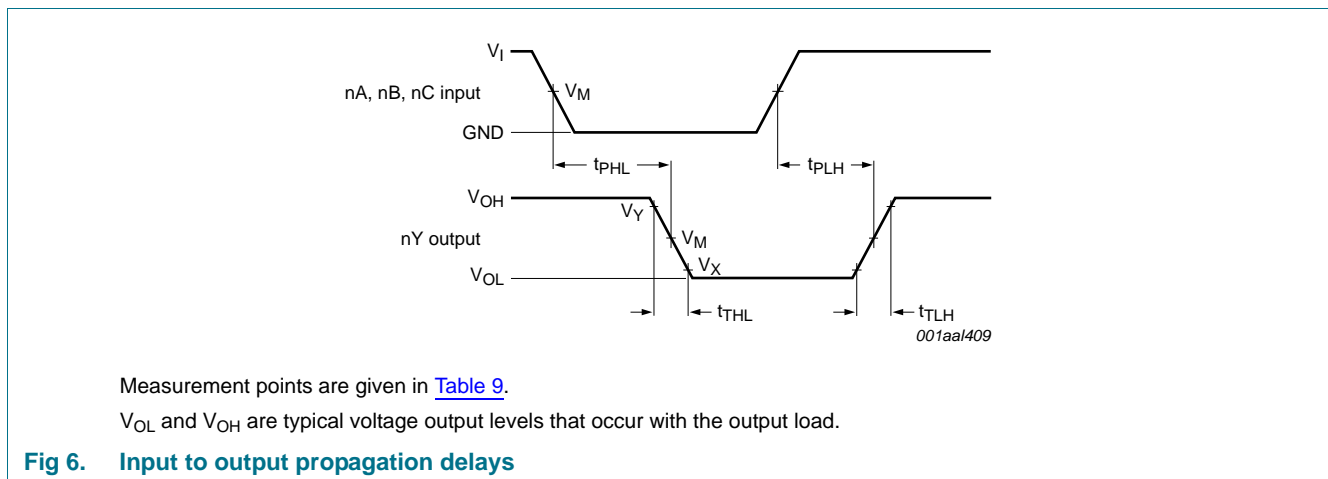 VI
nA, nB, nC input
VM
GND
tPHL
tPLH
VOH
VY
nY output
VM
VX
VOL
tTHL
tTLH
001aal409
Measurement points are given in Table 9.
VOL and VOH are typical voltage output levels that occur with the output load.
Fig 6. Input to output propagation delays